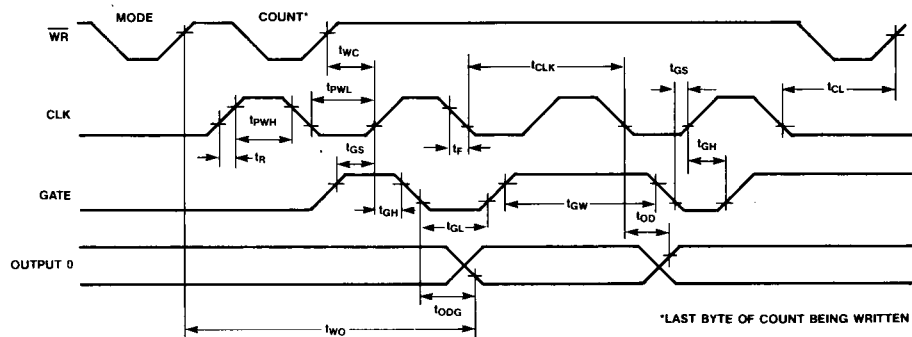 MODE
COUNT*
WR
tWC
tCLK
tGS
tCL
tPWL
CLK
tPWH
tGS
tR
tF
tGH
GATE
tGH
tGL
tGW
tOD
OUTPUT 0
tODG
tWO
*LAST BYTE OF COUNT BEING WRITTEN